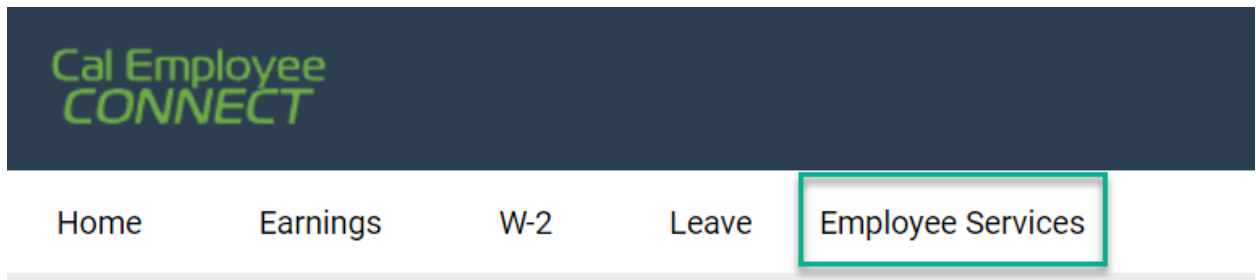 Cal Employee
CONNECT
Home Earnings W-2 Leave Employee Services